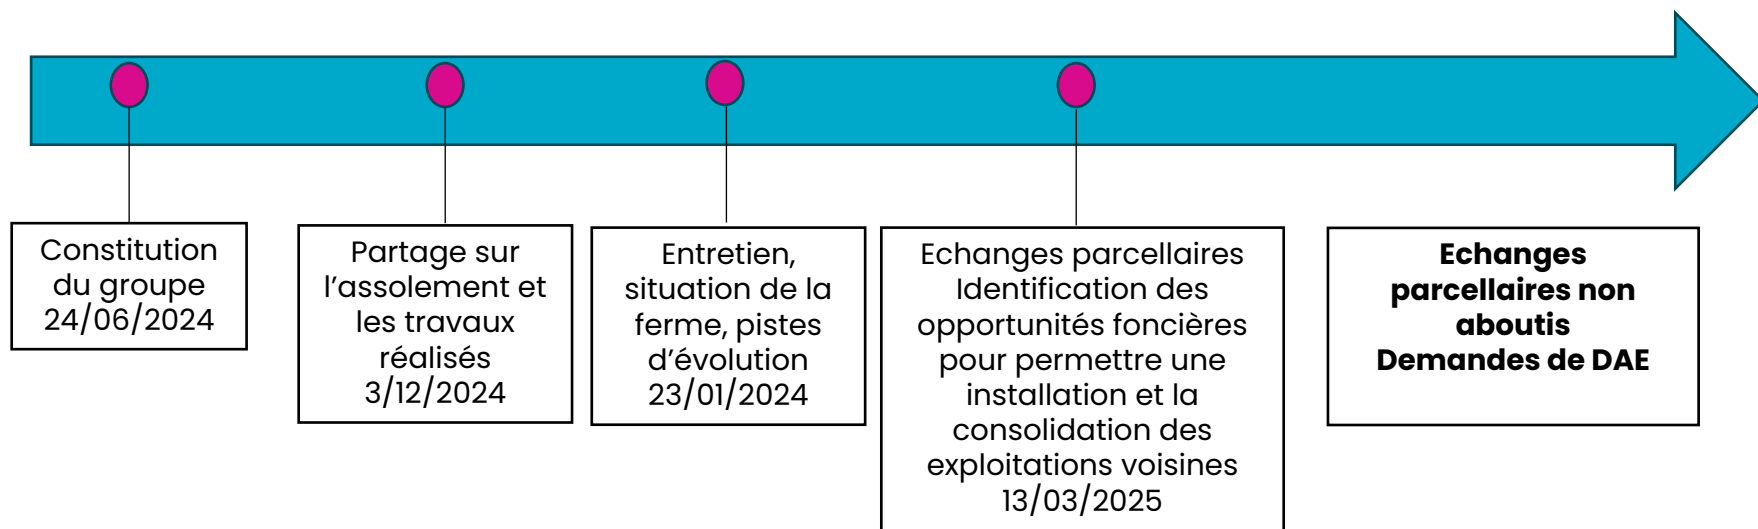 Constitution
du groupe
24/06/2024
Partage sur
l'assolement et
les travaux
réalisés
3/12/2024
Entretien,
situation de la
ferme, pistes
d'évolution
23/01/2024
Echanges parcellaires
Identification des
opportunités foncières
pour permettre une
installation et la
consolidation des
exploitations voisines
13/03/2025
Echanges
parcellaires non
aboutis
Demandes de DAE